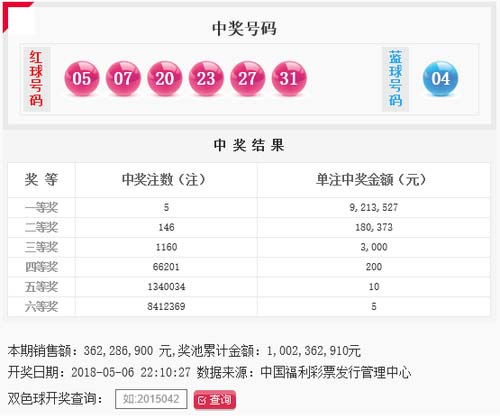 中奖号码
红球号码 05 07 20 23 27 31 蓝球号码 04
中奖结果
奖等 中奖注数（注） 单注中奖金额（元）
一等奖 5 9,213,527
二等奖 146 180,373
三等奖 1160 3,000
四等奖 66201 200
五等奖 1340034 10
六等奖 8412369 5
本期销售额：362,286,900 元,奖池累计金额：1,002,362,910元
开奖日期：2018-05-06 22:10:27 数据来源：中国福利彩票发行管理中心
双色球开奖查询： 如:2015042 查询